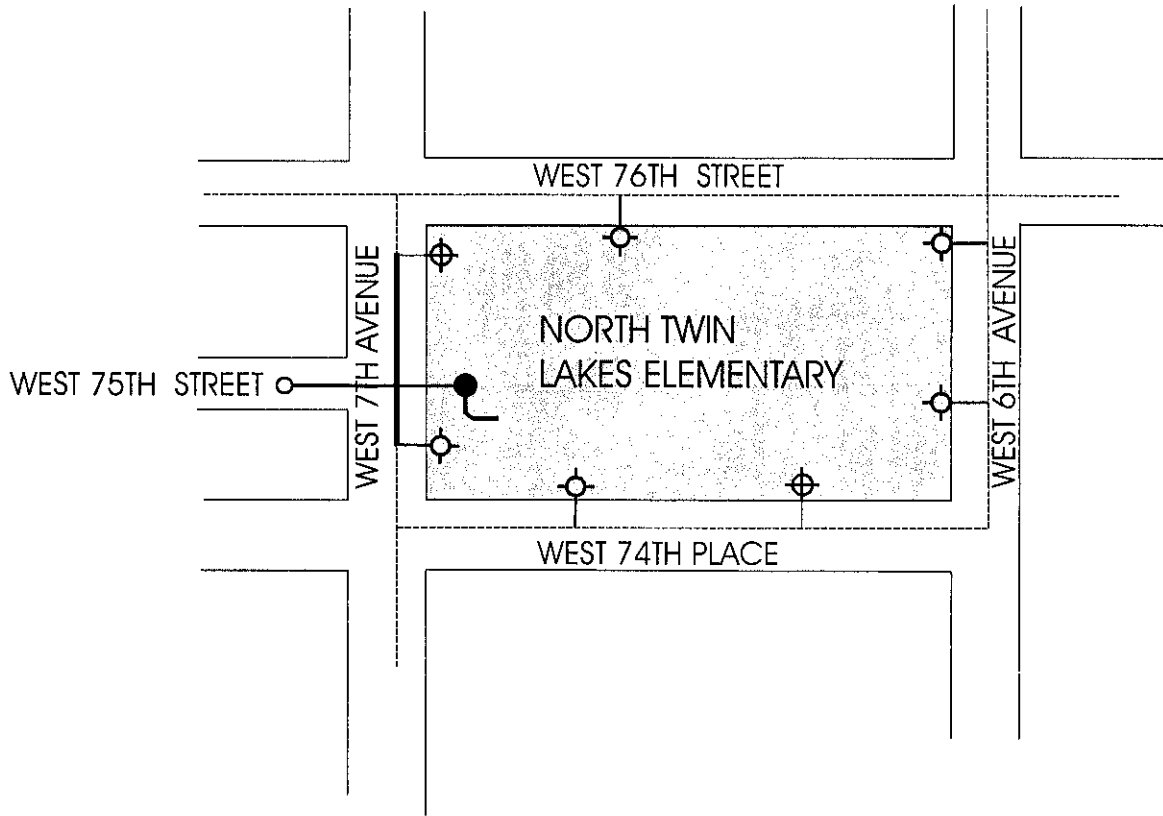 WEST 76TH STREET
WEST 7TH AVENUE
NORTH TWIN
LAKES ELEMENTARY
WEST 6TH AVENUE
WEST 75TH STREET
WEST 74TH PLACE